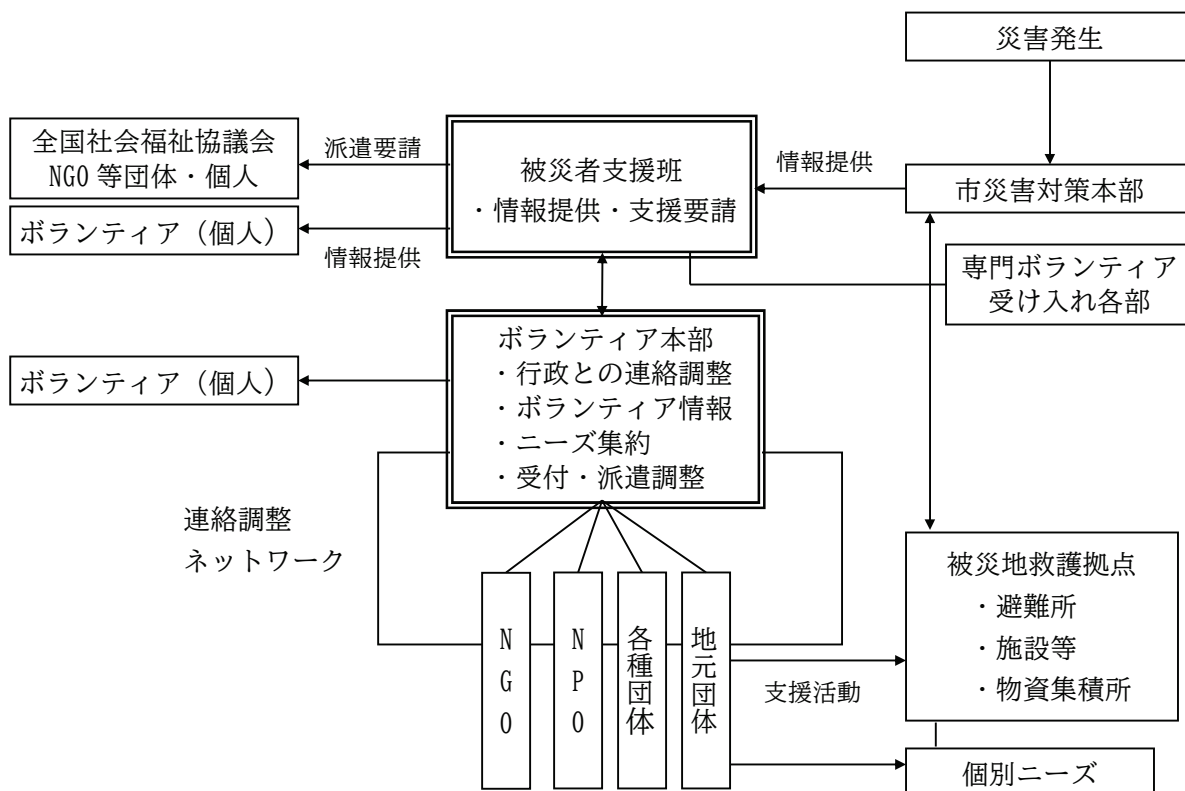 災害発生
全国社会福祉協議会
NGO 等団体・個人
派遣要請
被災者支援班
・情報提供・支援要請
情報提供
市災害対策本部
ボランティア（個人）
情報提供
専門ボランティア
受け入れ各部
ボランティア本部
・行政との連絡調整
・ボランティア情報
・ニーズ集約
・受付・派遣調整
ボランティア（個人）
連絡調整
ネットワーク
NGO
NPO
各種団体
地元団体
支援活動
被災地救護拠点
・避難所
・施設等
・物資集積所
個別ニーズ